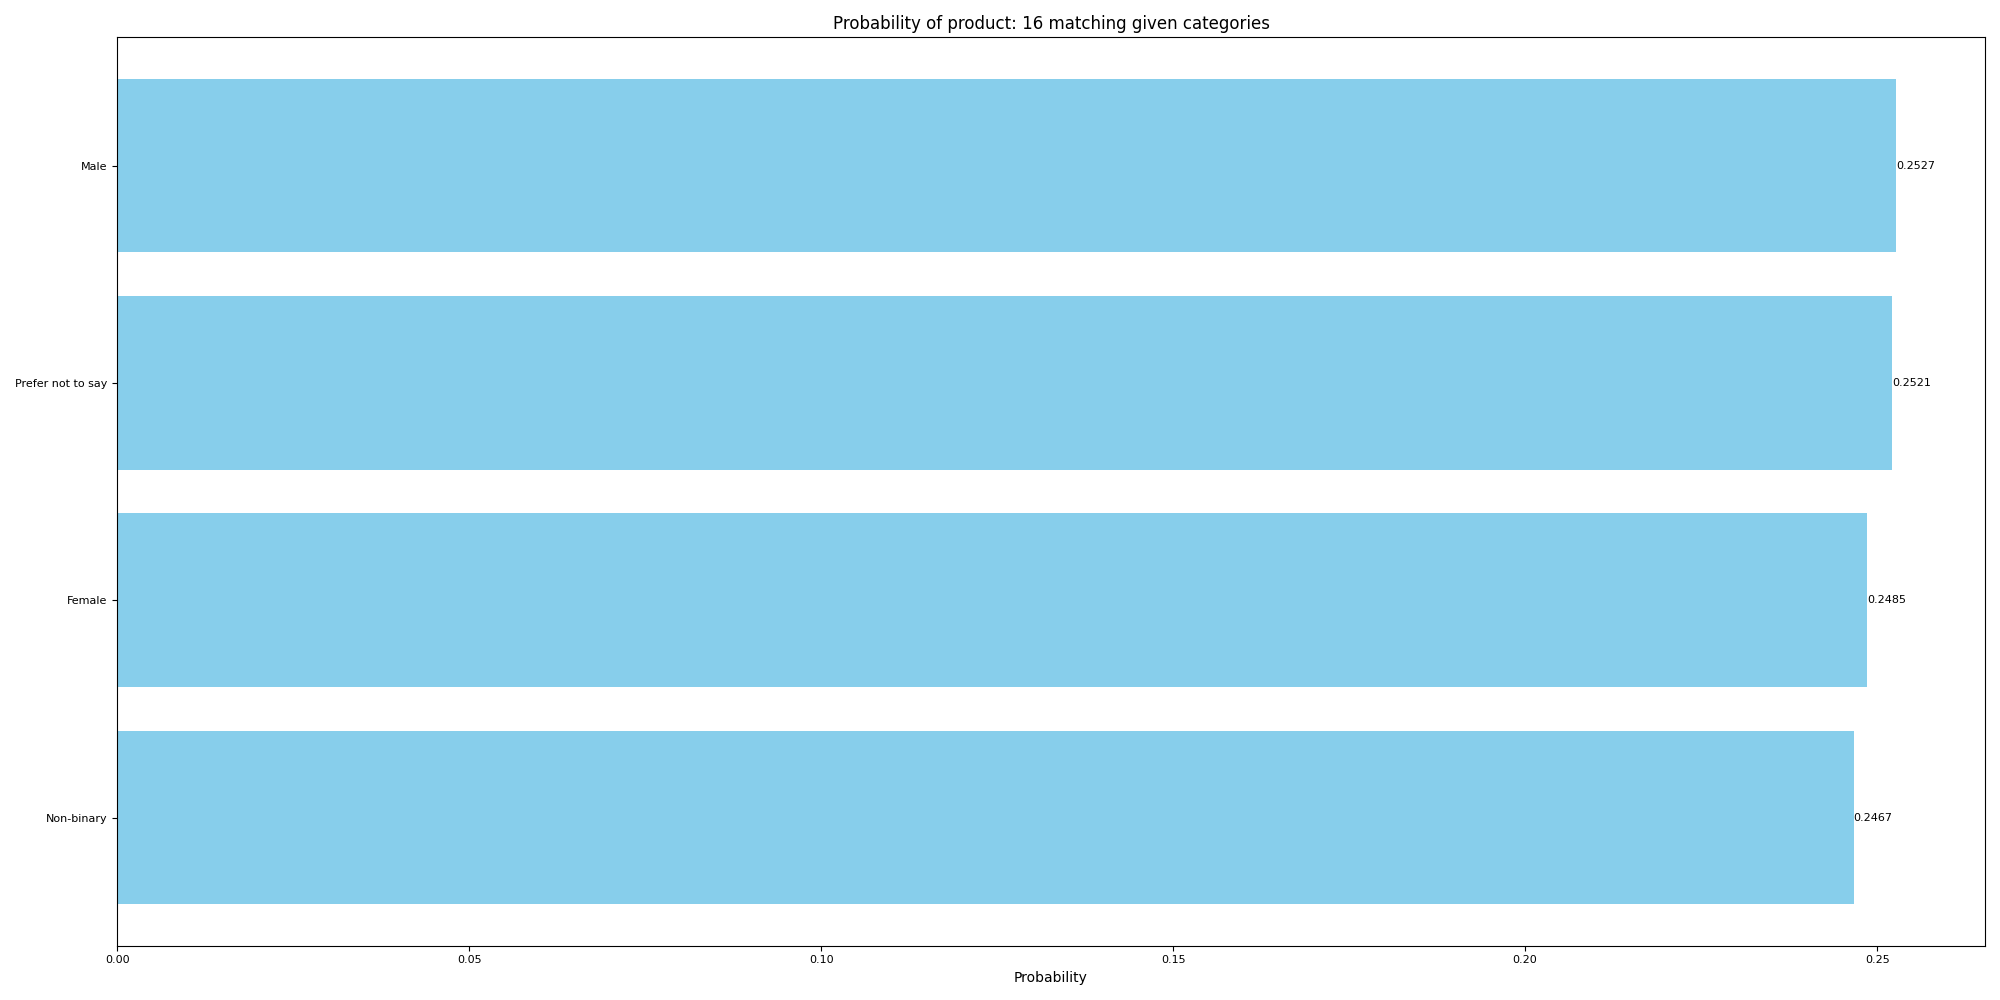 Probability of product: 16 matching given categories
Male
0.2527
Prefer not to say
0.2521
Female
0.2485
Non-binary
0.2467
0.00 0.05 0.10 0.15 0.20 0.25
Probability